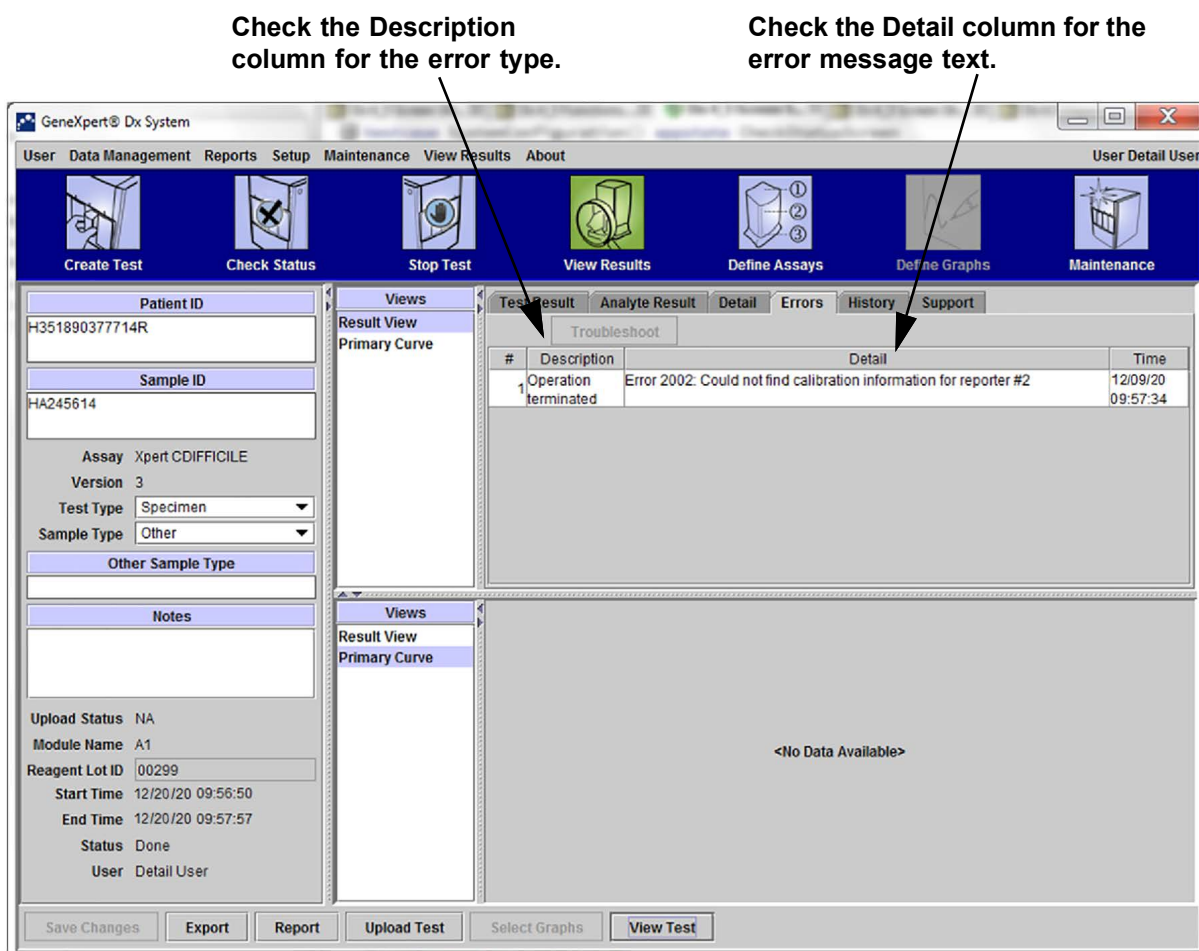 Check the Description
column for the error type.
Check the Detail column for the
error message text.
GeneXpert® Dx System
User Data Management Reports Setup Maintenance View Results About
User Detail User
Create Test
Check Status
Stop Test
View Results
Define Assays
Define Graphs
Maintenance
1
2
3
Patient ID
H351890377714R
Sample ID
HA245614
Assay Xpert CDIFFICILE
Version 3
Test Type Specimen
Sample Type Other
Other Sample Type
Notes
Upload Status NA
Module Name A1
Reagent Lot ID 00299
Start Time 12/20/20 09:56:50
End Time 12/20/20 09:57:57
Status Done
User Detail User
Views
Result View
Primary Curve
Test Result Analyte Result Detail Errors History Support
Troubleshoot
# Description Detail Time
1 Operation Error 2002: Could not find calibration information for reporter #2 12/09/20
terminated 09:57:34
Views
Result View
Primary Curve
<No Data Available>
Save Changes Export Report Upload Test Select Graphs View Test